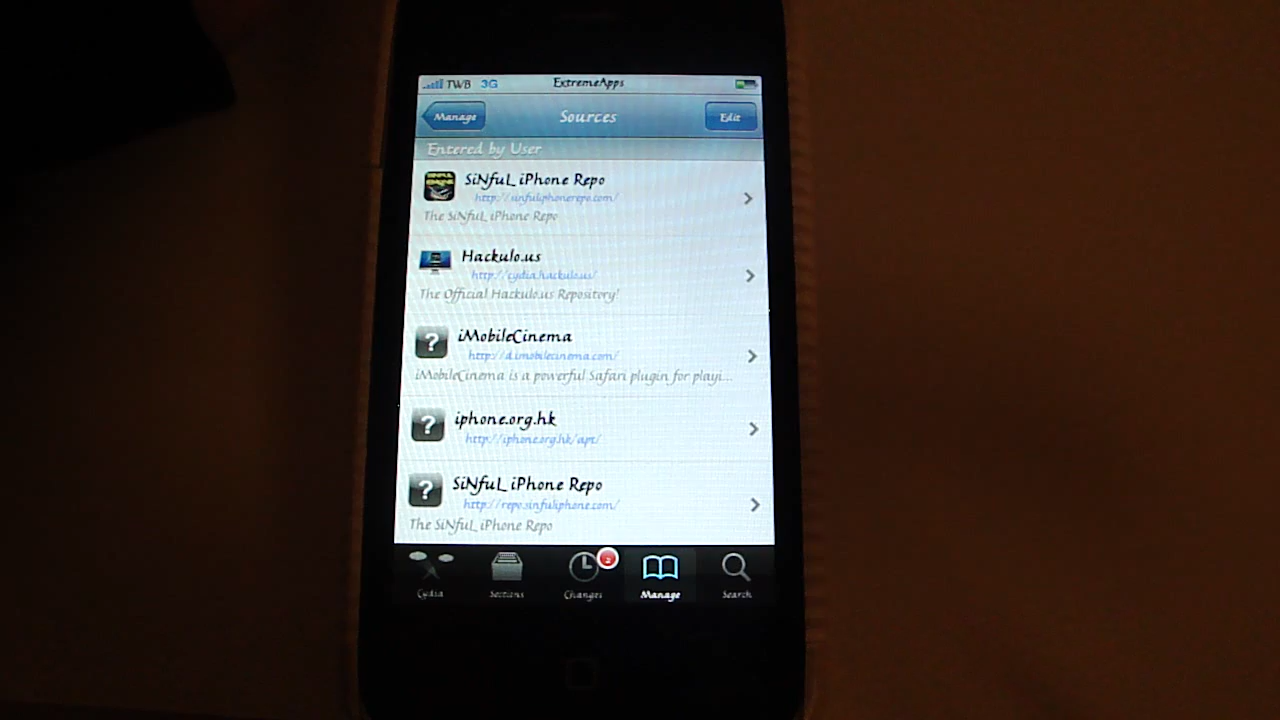 TWB 3G ExtremeApps
Manage Sources Edit
Entered by User
SiNfuL iPhone Repo
http://sinfuliphonerepo.com/
The SiNfuL iPhone Repo
Hackulo.us
http://cydia.hackulo.us/
The Official Hackulo.us Repository!
iMobileCinema
http://d.imobilecinema.com/
iMobileCinema is a powerful Safari plugin for playi...
iphone.org.hk
http://iphone.org.hk/apt/
SiNfuL iPhone Repo
http://repo.sinfuliphone.com/
The SiNfuL iPhone Repo
2
Cydia Sections Changes Manage Search